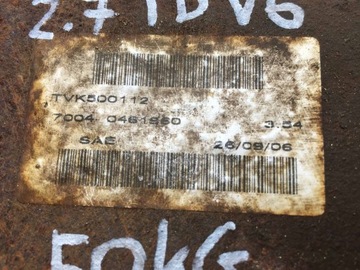 2.7 TDV6
TVK500112
7004 0461960 3.54
SAE 26/09/06
50kG